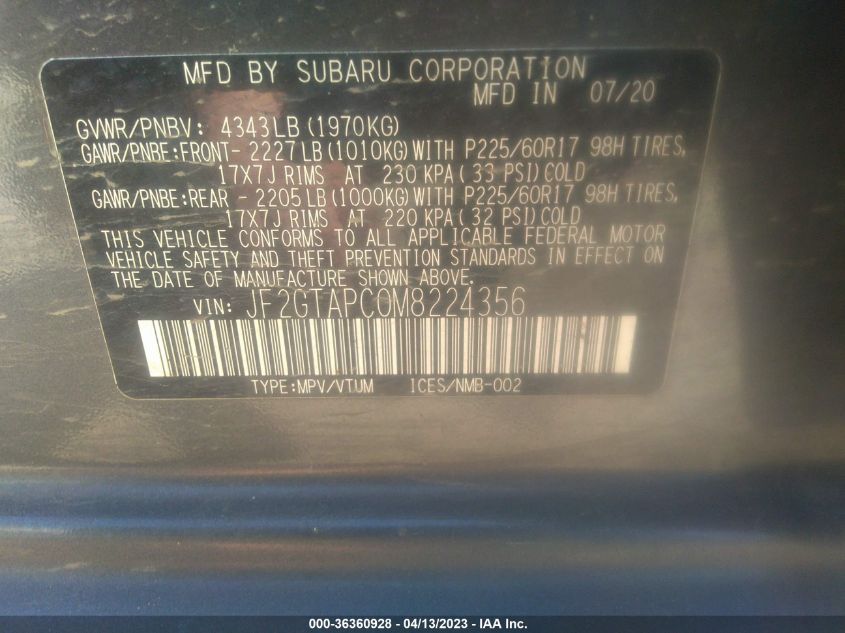 MFD BY SUBARU CORPORATION
MFD IN 07/20
GVWR/PNBV: 4343LB (1970KG)
GAWR/PNBE:FRONT- 2227LB (1010KG) WITH P225/60R17 98H TIRES,
17X7J RIMS AT 230 KPA (33 PSI) COLD
GAWR/PNBE:REAR - 2205LB (1000KG) WITH P225/60R17 98H TIRES,
17X7J RIMS AT 220 KPA (32 PSI) COLD
THIS VEHICLE CONFORMS TO ALL APPLICABLE FEDERAL MOTOR
VEHICLE SAFETY AND THEFT PREVENTION STANDARDS IN EFFECT ON
THE DATE OF MANUFACTURE SHOWN ABOVE.
VIN: JF2GTAPC0M8224356
TYPE:MPV/VTUM ICES/NMB-002
000-36360928 - 04/13/2023 - IAA Inc.